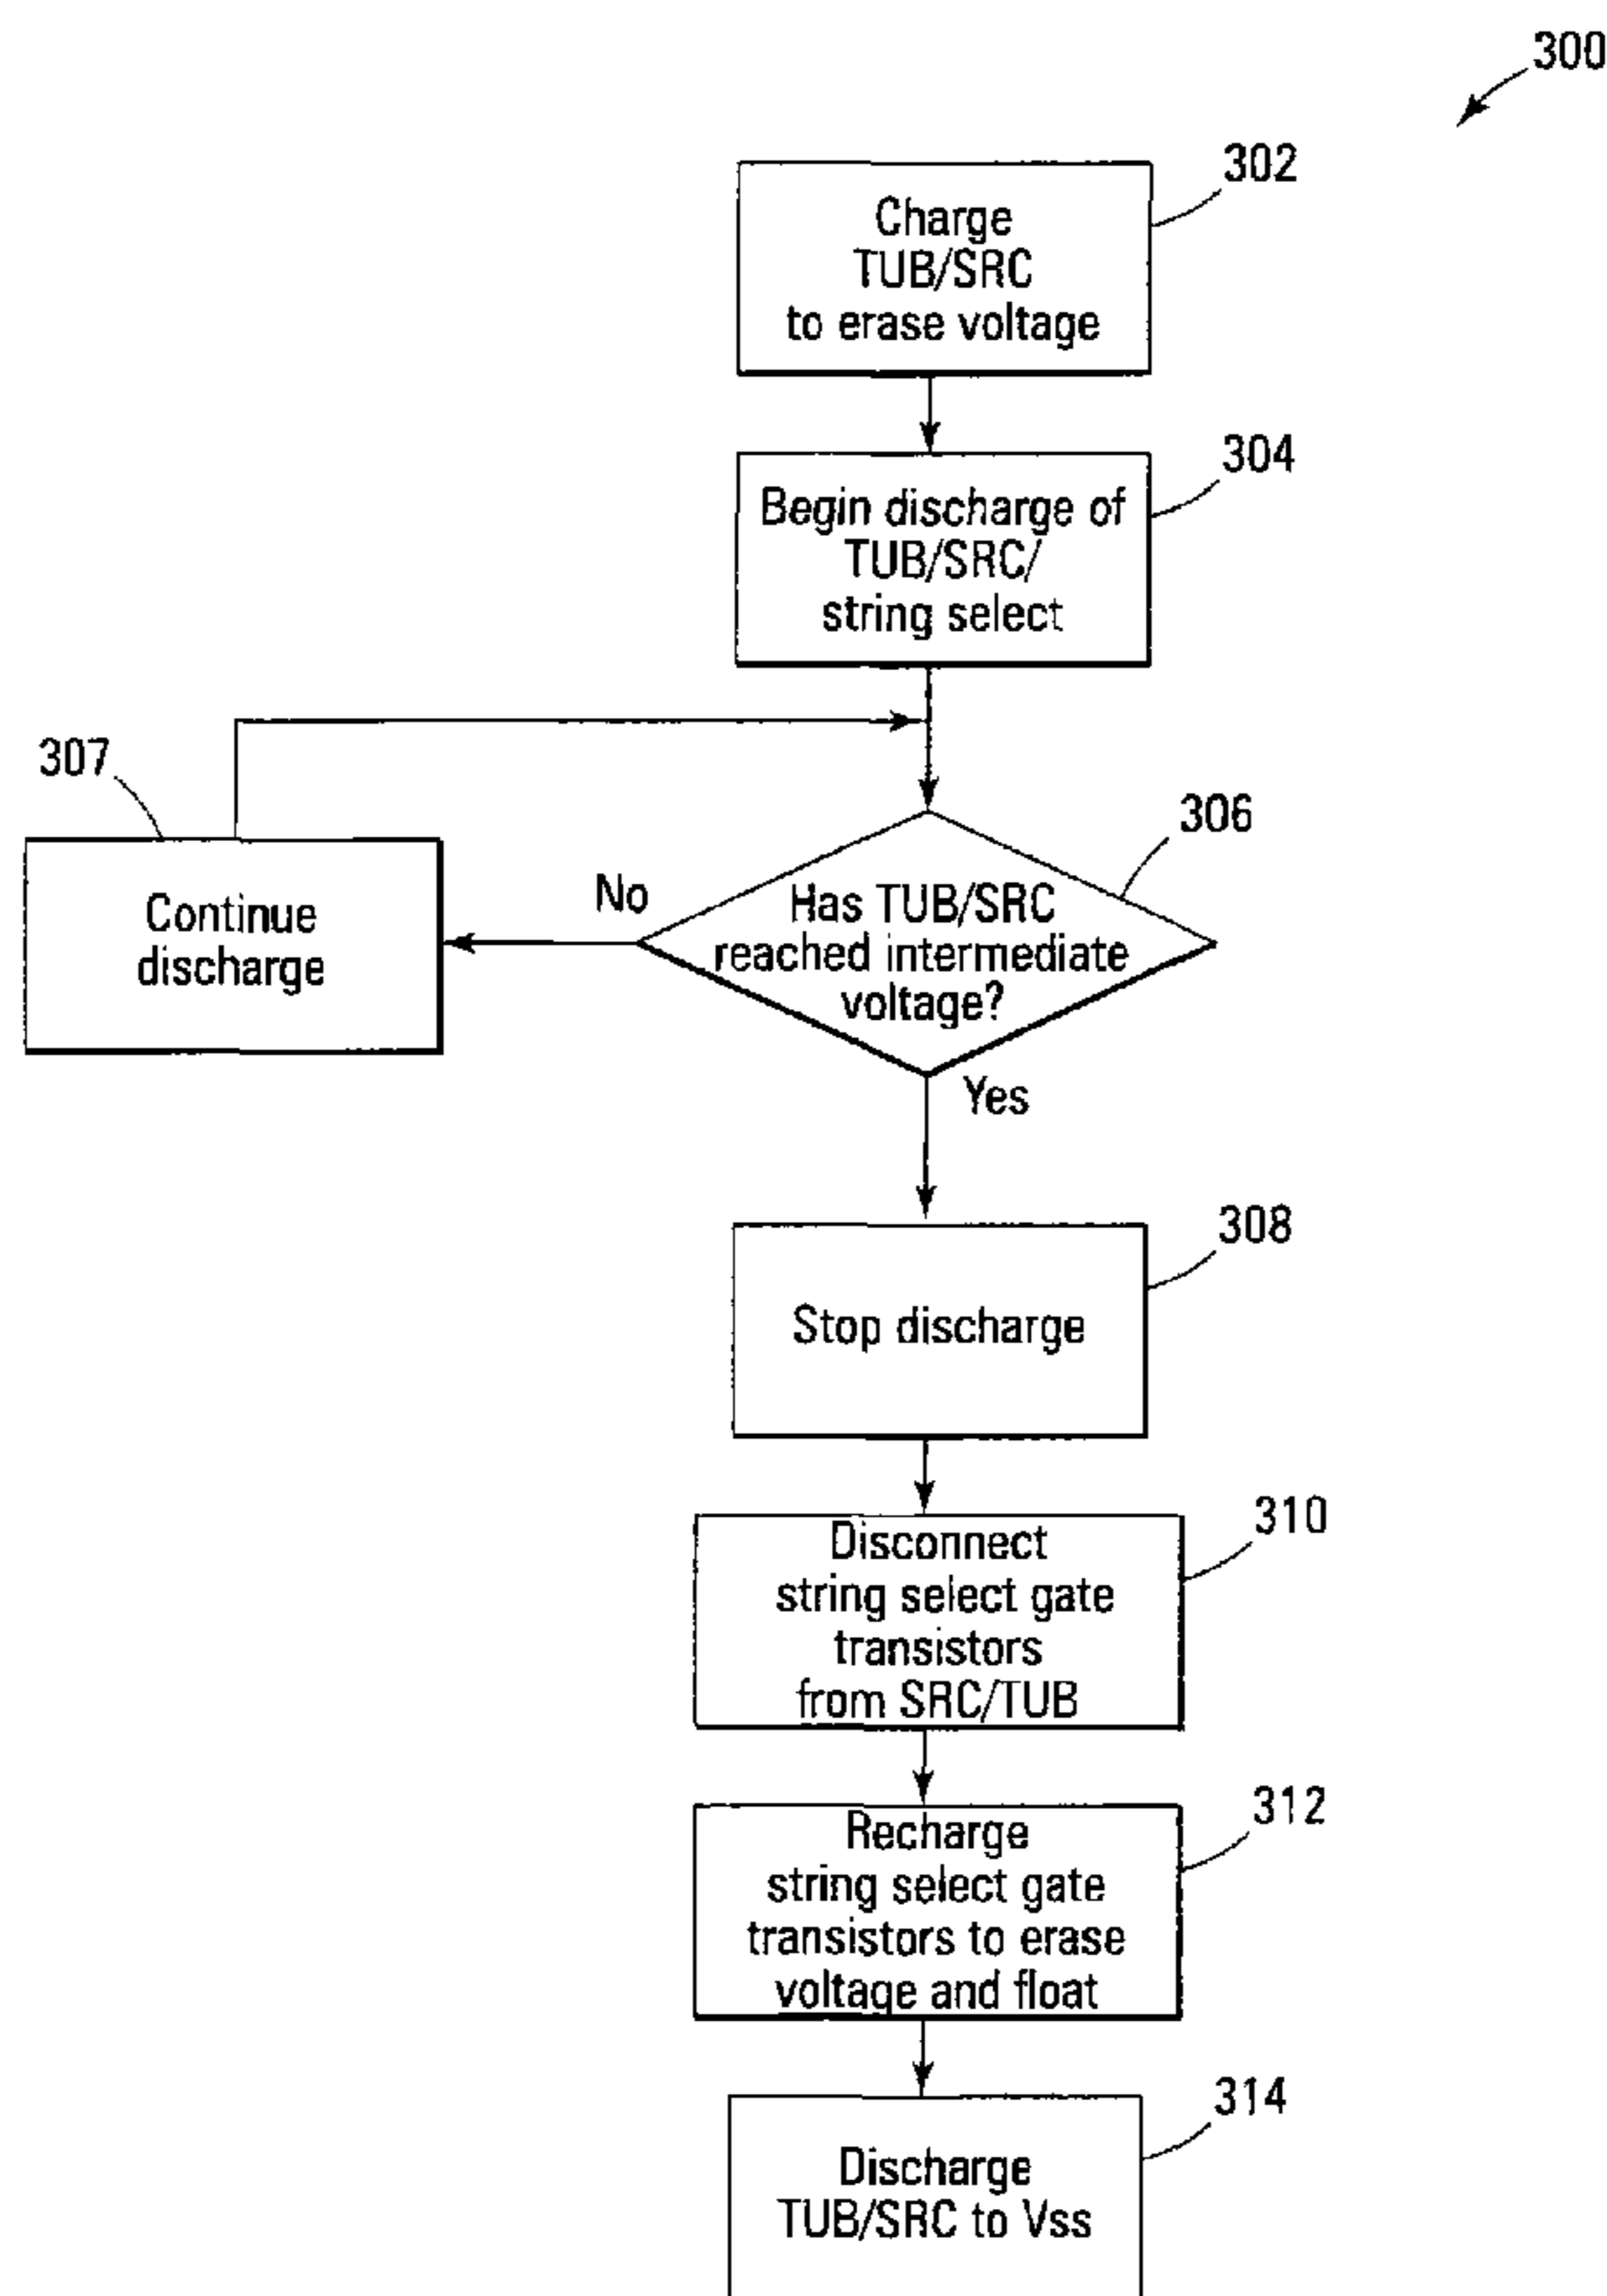 300
302
Charge
TUB/SRC
to erase voltage
304
Begin discharge of
TUB/SRC/
string select
307
Continue
discharge
No
306
Has TUB/SRC
reached intermediate
voltage?
Yes
308
Stop discharge
310
Disconnect
string select gate
transistors
from SRC/TUB
312
Recharge
string select gate
transistors to erase
voltage and float
314
Discharge
TUB/SRC to Vss